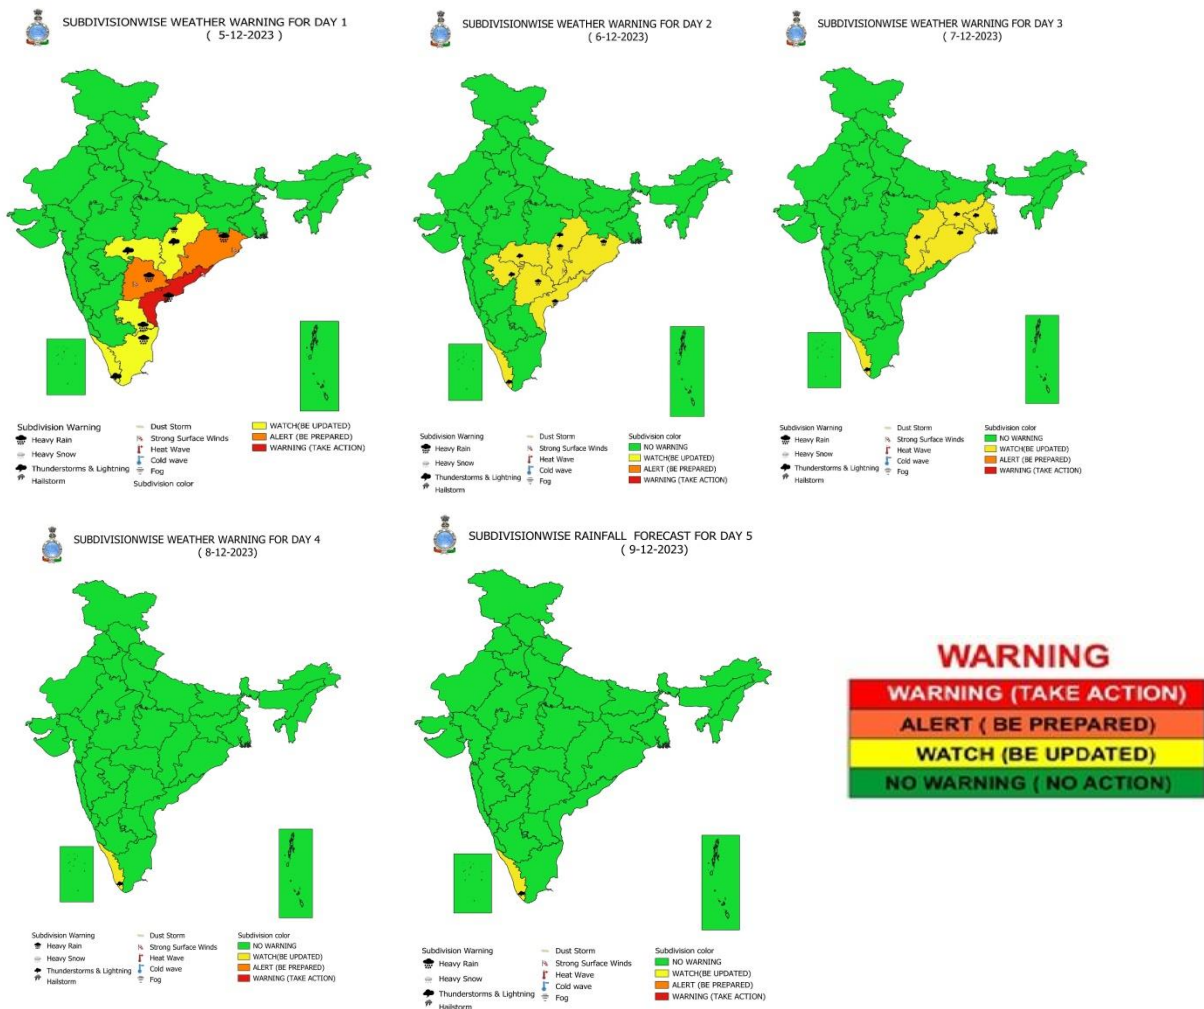 SUBDIVISIONWISE WEATHER WARNING FOR DAY 1
( 5-12-2023 )
Subdivision Warning
Heavy Rain
Heavy Snow
Thunderstorms & Lightning
Hailstorm
Dust Storm
Strong Surface Winds
Heat Wave
Cold wave
Fog
Subdivision color
WATCH(BE UPDATED)
ALERT (BE PREPARED)
WARNING (TAKE ACTION)
SUBDIVISIONWISE WEATHER WARNING FOR DAY 2
(6-12-2023)
Subdivision Warning
Heavy Rain
Heavy Snow
Thunderstorms & Lightning
Hailstorm
Dust Storm
Strong Surface Winds
Heat Wave
Cold wave
Fog
Subdivision color
NO WARNING
WATCH(BE UPDATED)
ALERT (BE PREPARED)
WARNING (TAKE ACTION)
SUBDIVISIONWISE WEATHER WARNING FOR DAY 3
(7-12-2023)
Subdivision Warning
Heavy Rain
Heavy Snow
Thunderstorms & Lightning
Hailstorm
Dust Storm
Strong Surface Winds
Heat Wave
Cold wave
Fog
Subdivision color
NO WARNING
WATCH(BE UPDATED)
ALERT (BE PREPARED)
WARNING (TAKE ACTION)
SUBDIVISIONWISE WEATHER WARNING FOR DAY 4
(8-12-2023)
Subdivision Warning
Heavy Rain
Heavy Snow
Thunderstorms & Lightning
Hailstorm
Dust Storm
Strong Surface Winds
Heat Wave
Cold wave
Fog
Subdivision color
NO WARNING
WATCH(BE UPDATED)
ALERT (BE PREPARED)
WARNING (TAKE ACTION)
SUBDIVISIONWISE RAINFALL FORECAST FOR DAY 5
( 9-12-2023)
Subdivision Warning
Heavy Rain
Heavy Snow
Thunderstorms & Lightning
Hailstorm
Dust Storm
Strong Surface Winds
Heat Wave
Cold wave
Fog
Subdivision color
NO WARNING
WATCH(BE UPDATED)
ALERT (BE PREPARED)
WARNING (TAKE ACTION)
WARNING
WARNING (TAKE ACTION)
ALERT ( BE PREPARED)
WATCH (BE UPDATED)
NO WARNING ( NO ACTION)